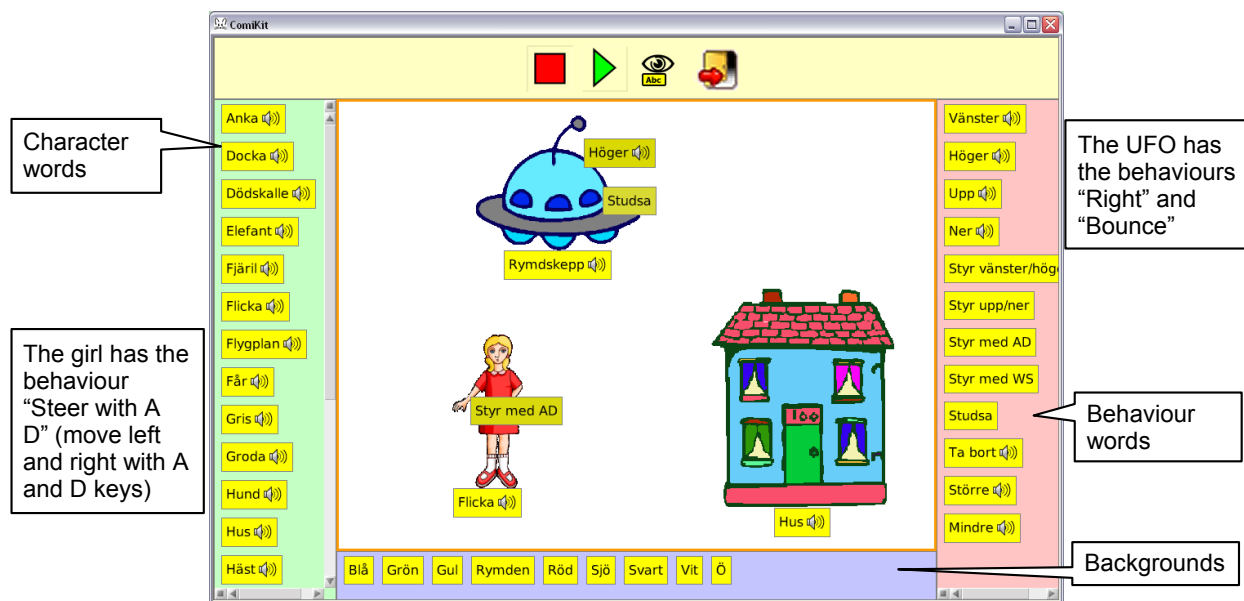 ComiKit
Abc
Character
words
The girl has the
behaviour
“Steer with A
D” (move left
and right with A
and D keys)
Anka
Docka
Dödskalle
Elefant
Fjäril
Flicka
Flygplan
Får
Gris
Groda
Hund
Hus
Häst
Höger
Studsa
Rymdskepp
Styr med AD
Flicka
100
Hus
Blå Grön Gul Rymden Röd Sjö Svart Vit Ö
Vänster
Höger
Upp
Ner
Styr vänster/hög
Styr upp/ner
Styr med AD
Styr med WS
Studsa
Ta bort
Större
Mindre
The UFO has
the behaviours
“Right” and
“Bounce”
Behaviour
words
Backgrounds